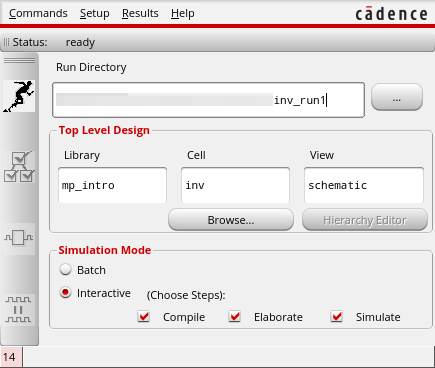 Commands Setup Results Help cādence
Status: ready
Run Directory
inv_run1 ...
Top Level Design
Library Cell View
mp_intro inv schematic
Browse... Hierarchy Editor
Simulation Mode
Batch
Interactive (Choose Steps):
Compile Elaborate Simulate
14